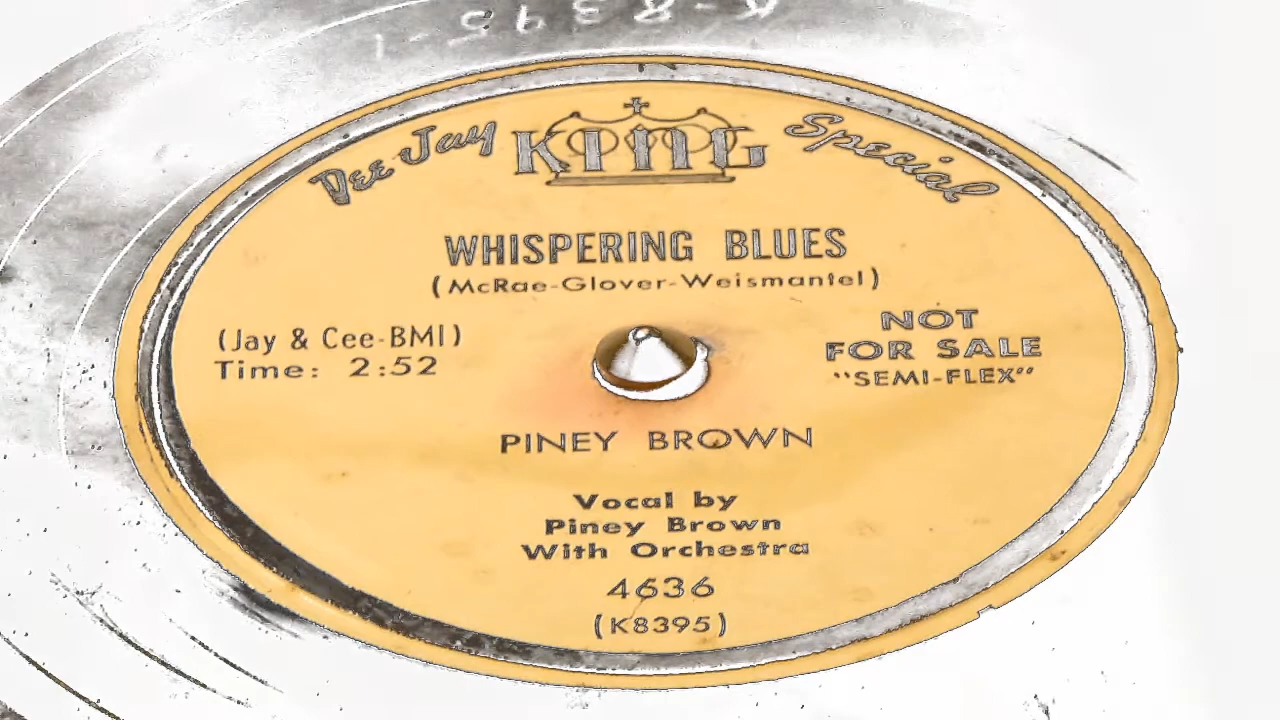 K-8395-1
Dee Jay KING Special
WHISPERING BLUES
(McRae-Glover-Weismantel)
(Jay & Cee-BMI)
Time: 2:52
NOT
FOR SALE
"SEMI-FLEX"
PINEY BROWN
Vocal by
Piney Brown
With Orchestra
4636
(K8395)